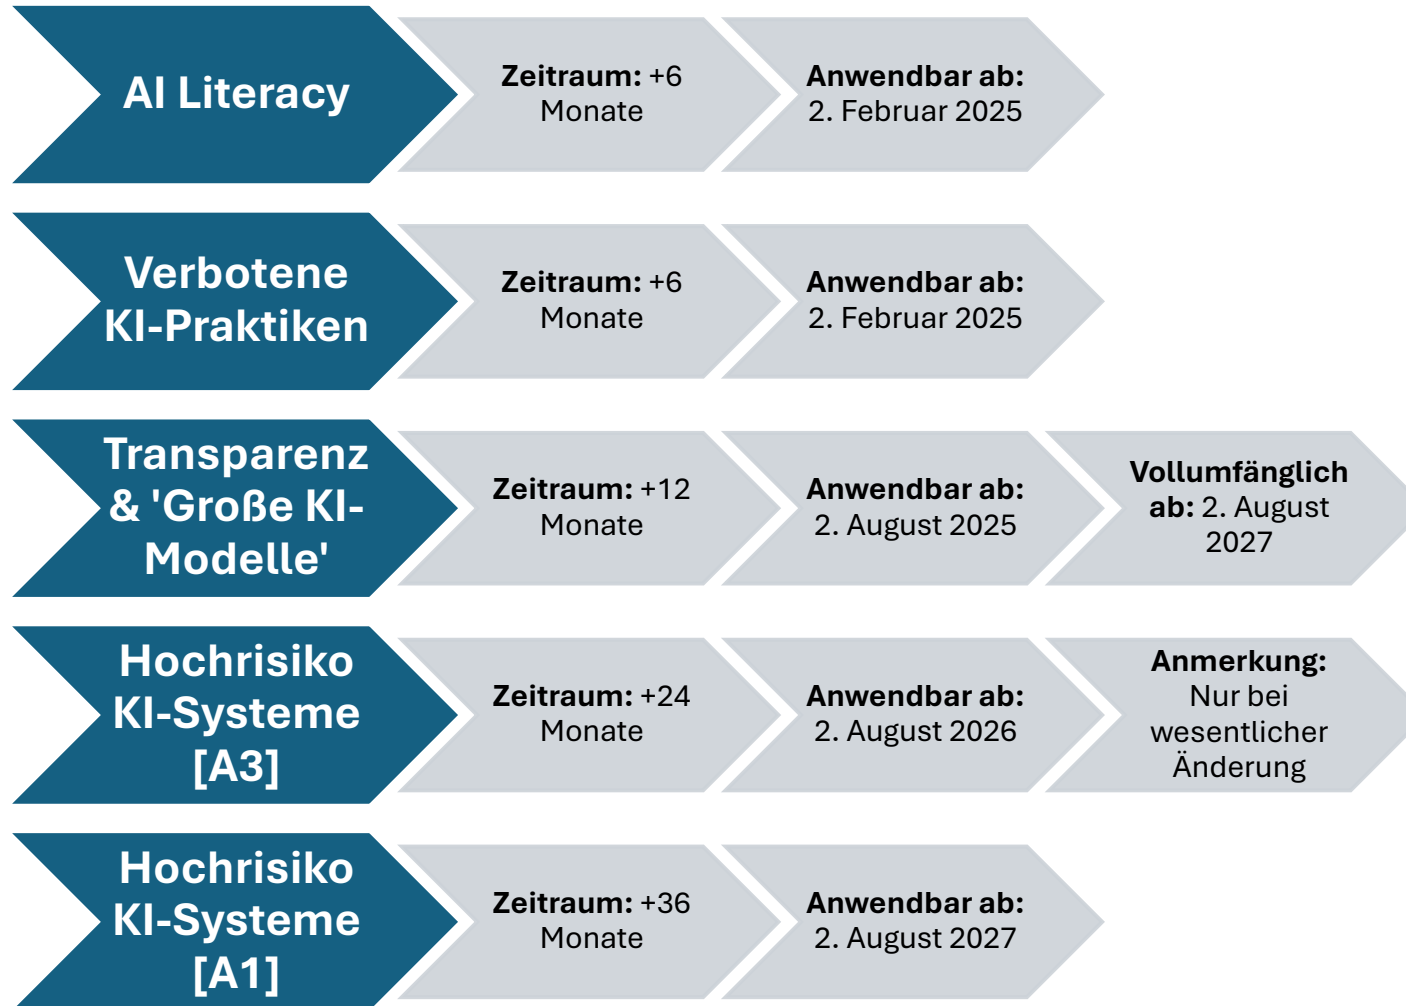 AI Literacy
Zeitraum: +6
Monate
Anwendbar ab:
2. Februar 2025
Verbotene
KI-Praktiken
Zeitraum: +6
Monate
Anwendbar ab:
2. Februar 2025
Transparenz
& 'Große KI-
Modelle'
Zeitraum: +12
Monate
Anwendbar ab:
2. August 2025
Vollumfänglich
ab: 2. August
2027
Hochrisiko
KI-Systeme
[A3]
Zeitraum: +24
Monate
Anwendbar ab:
2. August 2026
Anmerkung:
Nur bei
wesentlicher
Änderung
Hochrisiko
KI-Systeme
[A1]
Zeitraum: +36
Monate
Anwendbar ab:
2. August 2027